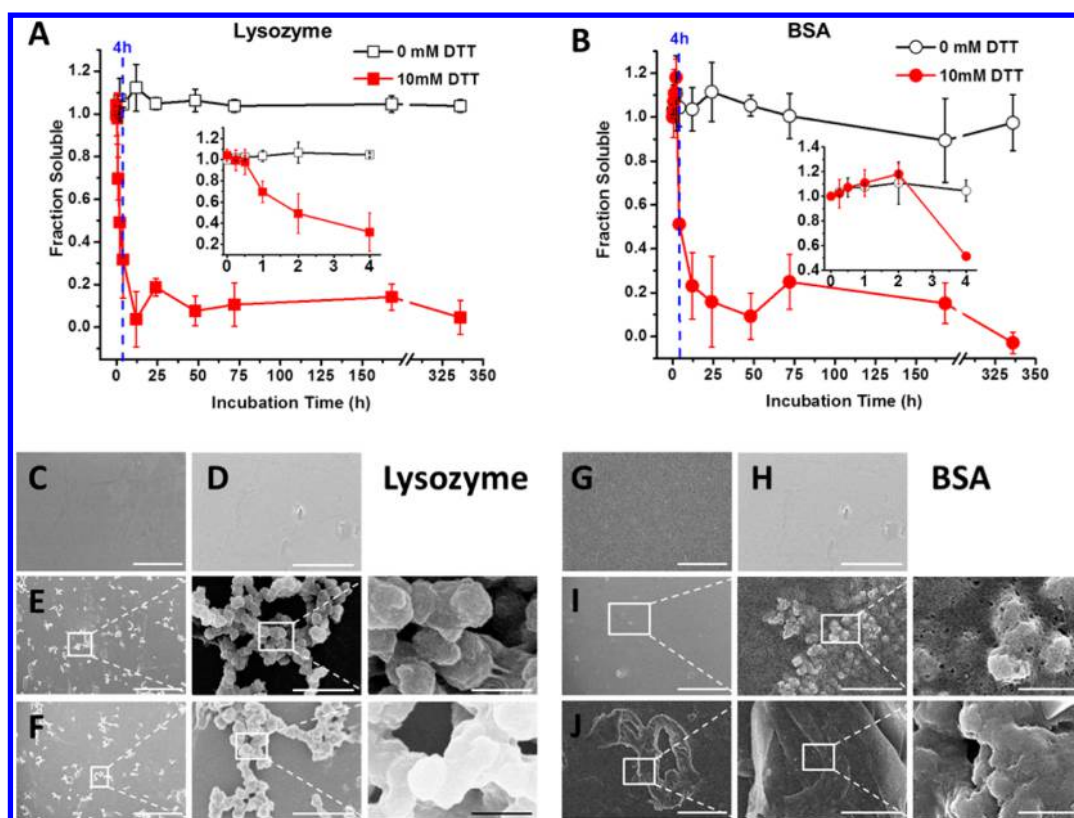 A
Lysozyme
4h
0 mM DTT
10mM DTT
Fraction Soluble
1.2
1.0
0.8
0.6
0.4
0.2
0.0
1.2
1.0
0.8
0.6
0.4
0.2
0 1 2 3 4
0 25 50 75 100 125 150 325 350
Incubation Time (h)
B
BSA
4h
0 mM DTT
10mM DTT
Fraction Soluble
1.2
1.0
0.8
0.6
0.4
0.2
0.0
1.4
1.2
1.0
0.8
0.6
0.4
0 1 2 3 4
0 25 50 75 100 125 150 325 350
Incubation Time (h)
C D Lysozyme
E
F
G H BSA
I
J